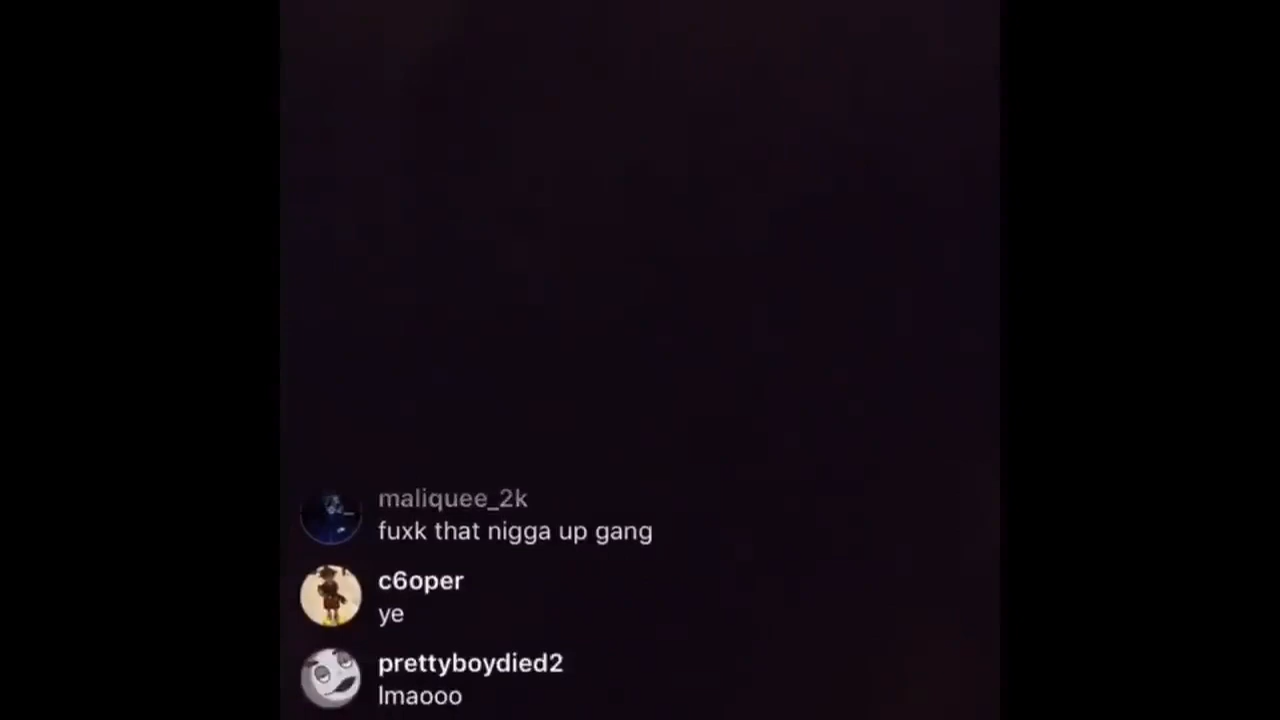 maliquee_2k
fuxk that nigga up gang
c6oper
ye
prettyboydied2
lmaooo